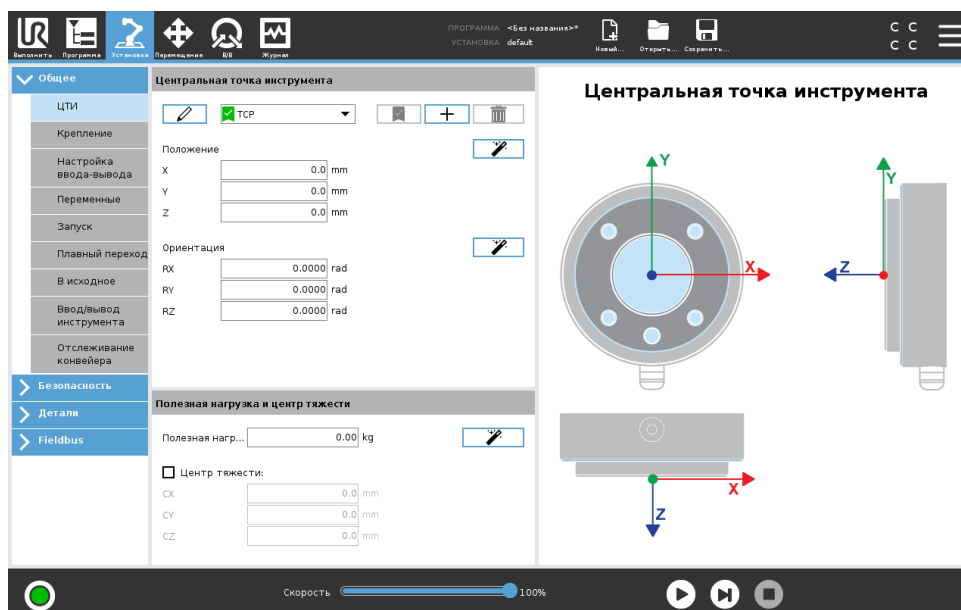 UR
Выполнить Программа Установка Перемещение В/В Журнал
ПРОГРАММА <Без названия>*
УСТАНОВКА default
Новый... Открыть... Сохранить...
C C
C C
Общее
ЦТИ
Крепление
Настройка
ввода-вывода
Переменные
Запуск
Плавный переход
В исходное
Ввод/вывод
инструмента
Отслеживание
конвейера
Безопасность
Детали
Fieldbus
Центральная точка инструмента
TCP
Положение
X 0.0 mm
Y 0.0 mm
Z 0.0 mm
Ориентация
RX 0.0000 rad
RY 0.0000 rad
RZ 0.0000 rad
Полезная нагрузка и центр тяжести
Полезная нагр... 0.00 kg
Центр тяжести:
CX 0.0 mm
CY 0.0 mm
CZ 0.0 mm
Центральная точка инструмента
Y
Y
X
Z
X
Z
Скорость 100%